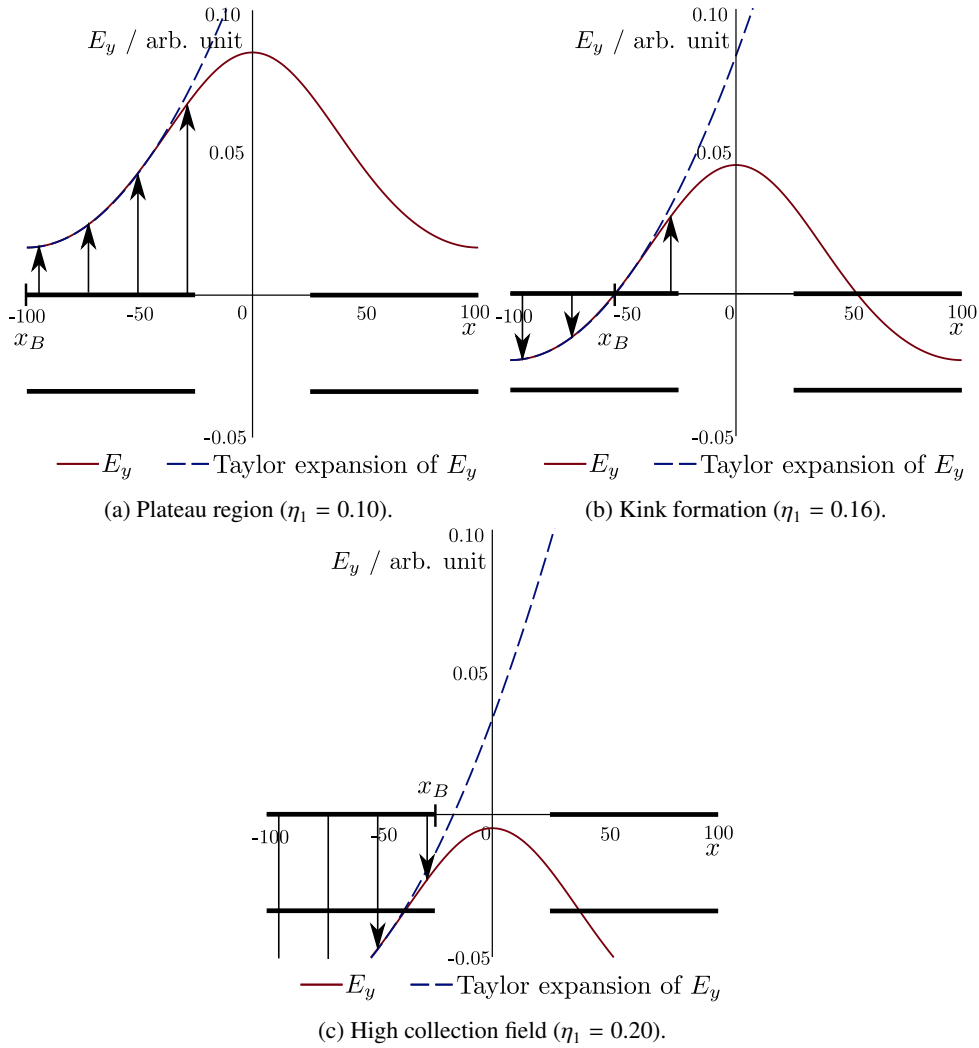 0.10
E_y / arb. unit
0.05
-100
-50
0
50
100
x_B
x
-0.05
E_y
Taylor expansion of E_y
(a) Plateau region (η₁ = 0.10).
0.10
E_y / arb. unit
0.05
-100
-50
0
50
100
x_B
x
-0.05
E_y
Taylor expansion of E_y
(b) Kink formation (η₁ = 0.16).
0.10
E_y / arb. unit
0.05
x_B
-100
-50
0
50
100
x
-0.05
E_y
Taylor expansion of E_y
(c) High collection field (η₁ = 0.20).